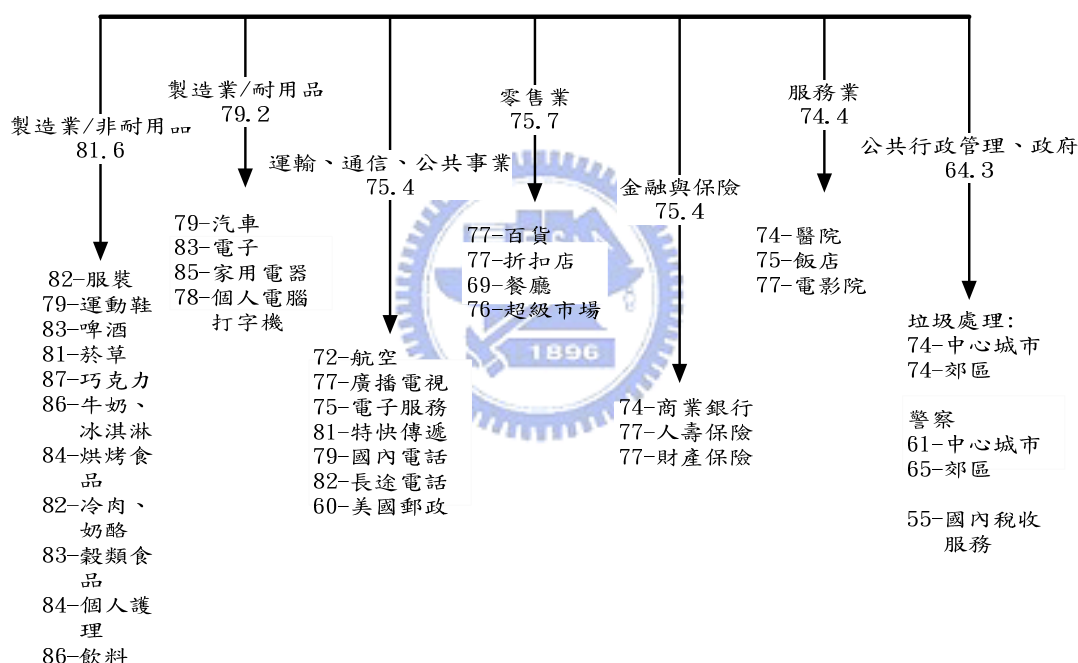 製造業/非耐用品
81.6
82-服裝
79-運動鞋
83-啤酒
81-菸草
87-巧克力
86-牛奶、
冰淇淋
84-烘烤食
品
82-冷肉、
奶酪
83-穀類食
品
84-個人護
理
86-飲料
製造業/耐用品
79.2
79-汽車
83-電子
85-家用電器
78-個人電腦
打字機
運輸、通信、公共事業
75.4
72-航空
77-廣播電視
75-電子服務
81-特快傳遞
79-國內電話
82-長途電話
60-美國郵政
零售業
75.7
77-百貨
77-折扣店
69-餐廳
76-超級市場
1896
金融與保險
75.4
74-商業銀行
77-人壽保險
77-財產保險
服務業
74.4
74-醫院
75-飯店
77-電影院
公共行政管理、政府
64.3
垃圾處理:
74-中心城市
74-郊區
警察
61-中心城市
65-郊區
55-國內稅收
服務